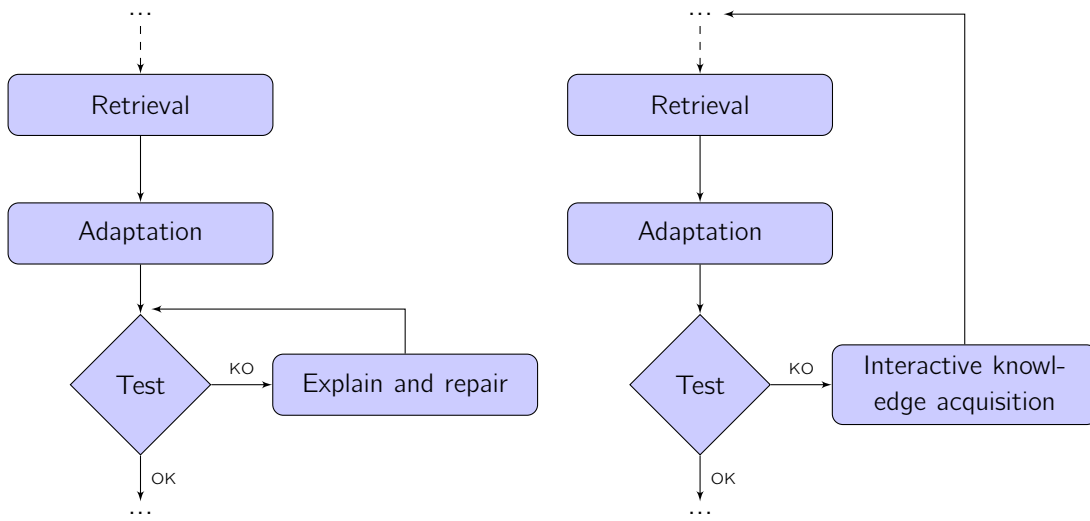 ...
Retrieval
Adaptation
Test
KO
Explain and repair
OK
...
...
Retrieval
Adaptation
Test
KO
Interactive knowl-
edge acquisition
OK
...